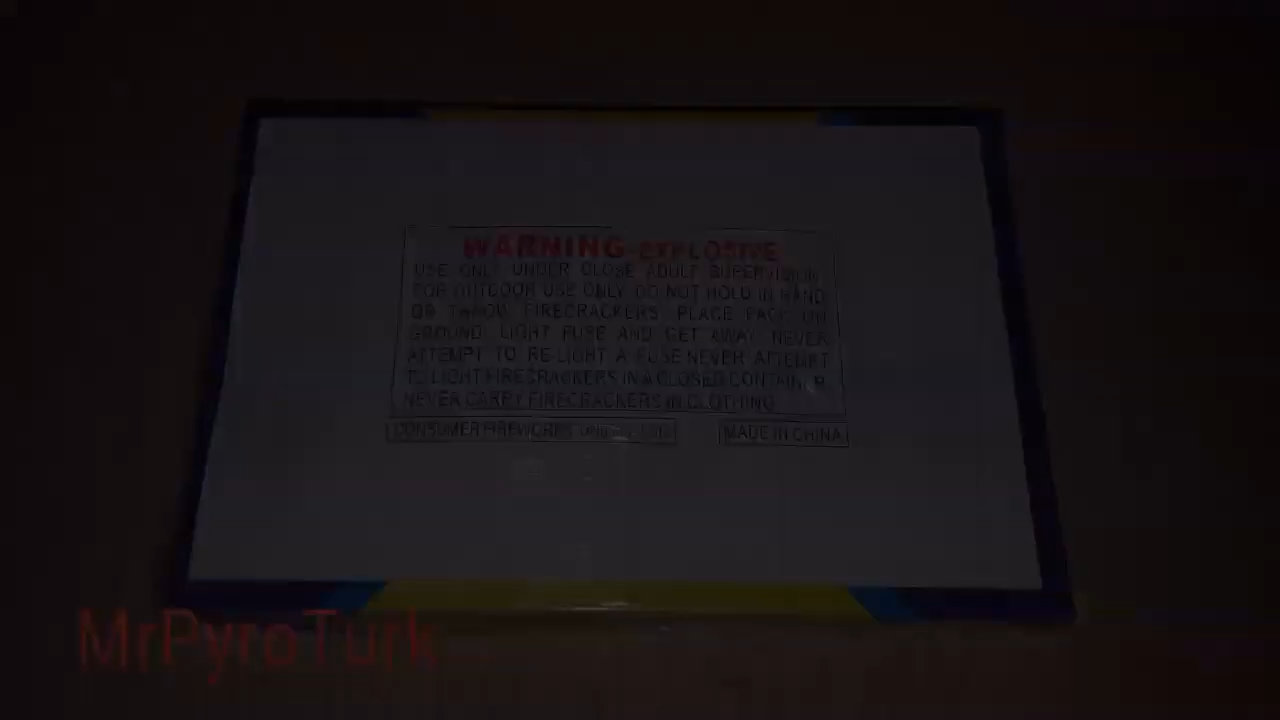 WARNING-EXPLOSIVE
USE ONLY UNDER CLOSE ADULT SUPERVISION.
FOR OUTDOOR USE ONLY DO NOT HOLD IN HAND
OR THROW FIRECRACKERS. PLACE PACK ON
GROUND. LIGHT FUSE AND GET AWAY. NEVER
ATTEMPT TO RE-LIGHT A FUSE NEVER ATTEMPT
TO LIGHT FIRECRACKERS IN A CLOSED CONTAINER.
NEVER CARRY FIRECRACKERS IN CLOTHING.
CONSUMER FIREWORKS
MADE IN CHINA
MrPyroTurk